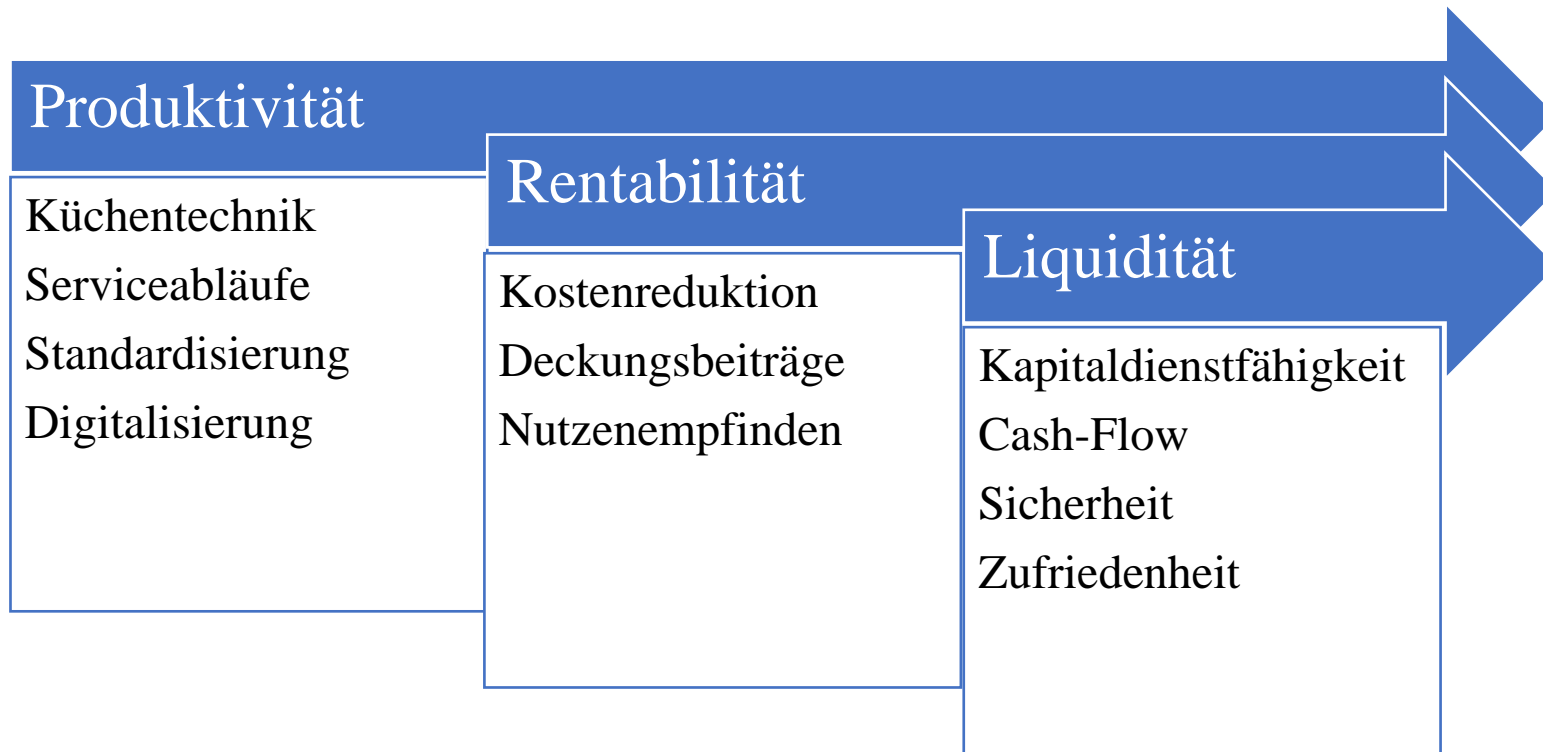 Produktivität
Küchentechnik
Serviceabläufe
Standardisierung
Digitalisierung
Rentabilität
Kostenreduktion
Deckungsbeiträge
Nutzenempfinden
Liquidität
Kapitaldienstfähigkeit
Cash-Flow
Sicherheit
Zufriedenheit